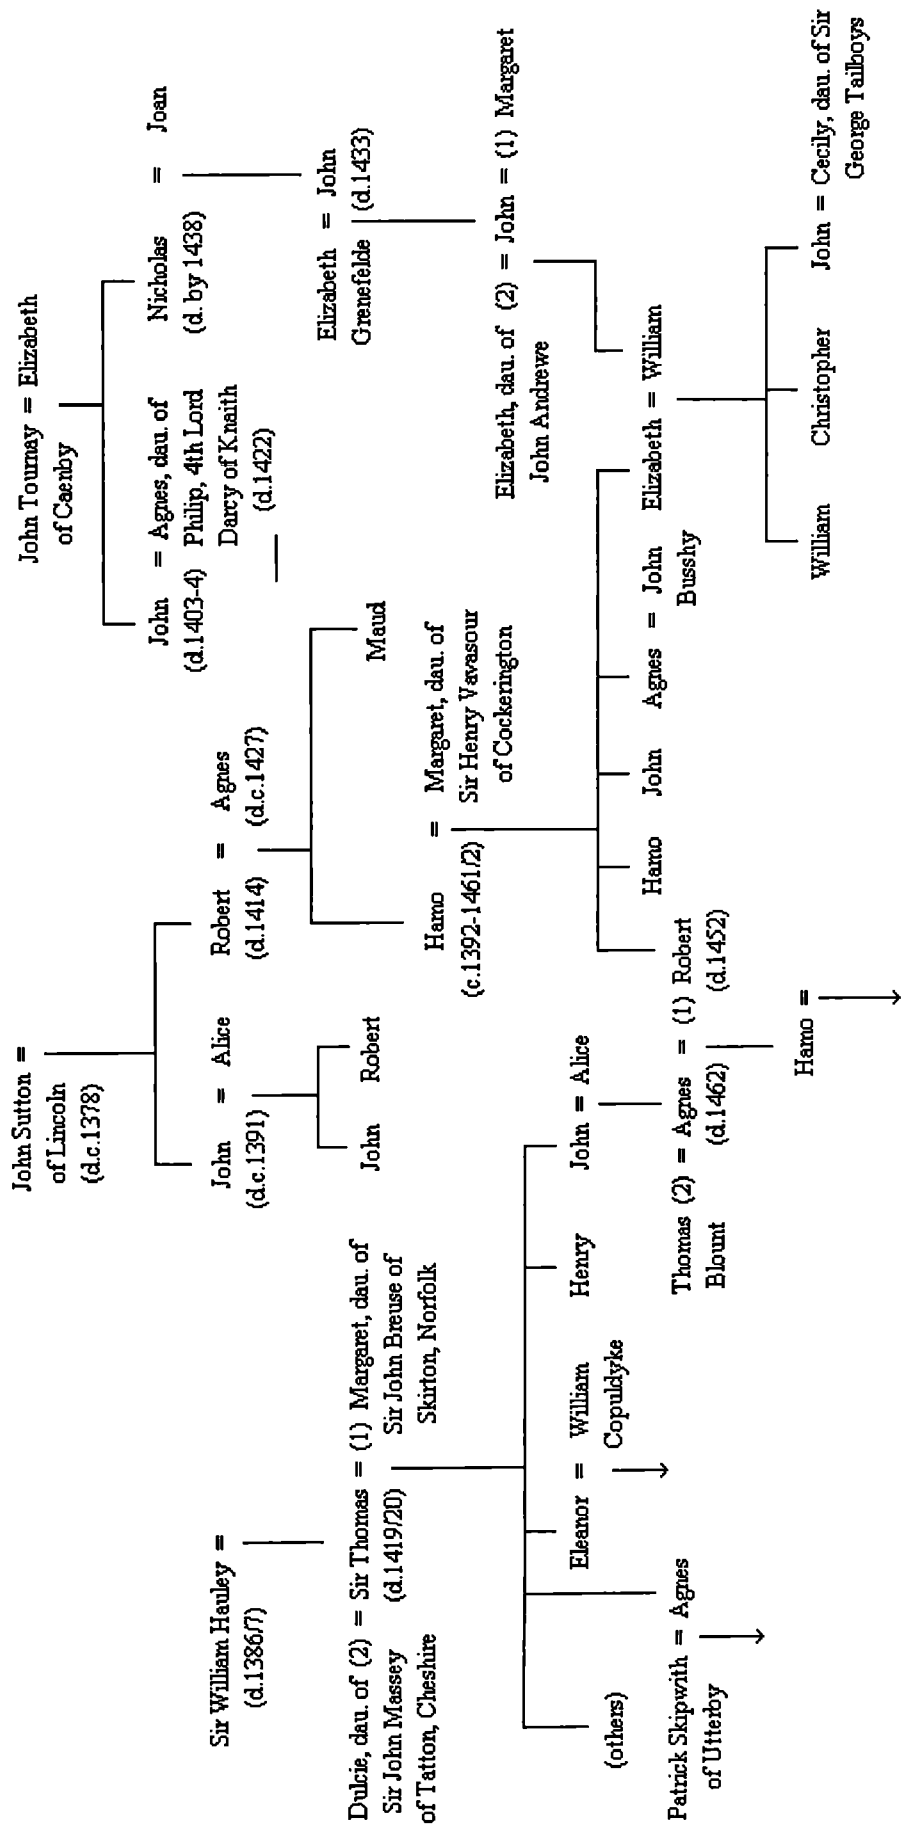 John Tournay = Elizabeth
of Caenby
John = Agnes, dau. of
(d.1403-4) Philip, 4th Lord
Darcy of Knaith
(d.1422)
Nicholas = Joan
(d. by 1438)
Elizabeth = John
Grenefelde (d.1433)
Elizabeth, dau. of (2) = John = (1) Margaret
John Andrewe
John Sutton =
of Lincoln
(d.c.1378)
John = Alice
(d.c.1391)
Robert = Agnes
(d.1414) (d.c.1427)
John Robert
Maud
Hamo = Margaret, dau. of
(c.1392-1461/2) Sir Henry Vavasour
of Cockerington
Hamo John Agnes = John Elizabeth = William
Busshy
William Christopher John = Cecily, dau. of Sir
George Tailboys
Sir William Hauley =
(d.1386/7)
Dulcie, dau. of (2) = Sir Thomas = (1) Margaret, dau. of
Sir John Massey (d.1419/20) Sir John Breuse of
of Tatton, Cheshire Skirton, Norfolk
(others) Eleanor = William Henry John = Alice
Copuldyke
Patrick Skipwith = Agnes
of Utterby
Thomas (2) = Agnes = (1) Robert
Blount (d.1462) (d.1452)
Hamo =